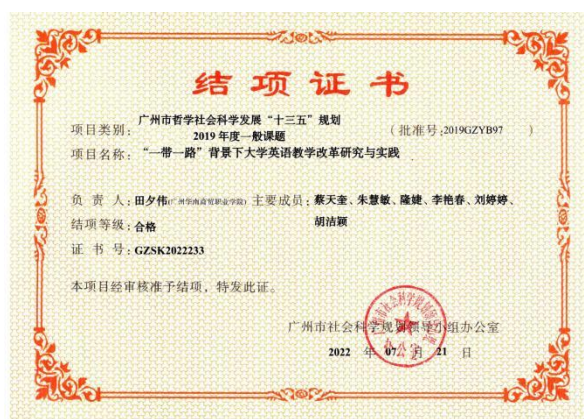 结项证书
项目类别：广州市哲学社会科学发展“十三五”规划
2019 年度一般课题 （批准号:2019GZYB97 ）
项目名称：“一带一路”背景下大学英语教学改革研究与实践
负 责 人：田夕伟(广州华南商贸职业学院) 主要成员：蔡天奎、朱慧敏、隆婕、李艳春、刘婷婷、
结项等级：合格 胡洁颖
证 书 号：GZSK2022233
本项目经审核准予结项，特发此证。
广州市社会科学规划领导小组办公室
2022 年 07 月 21 日